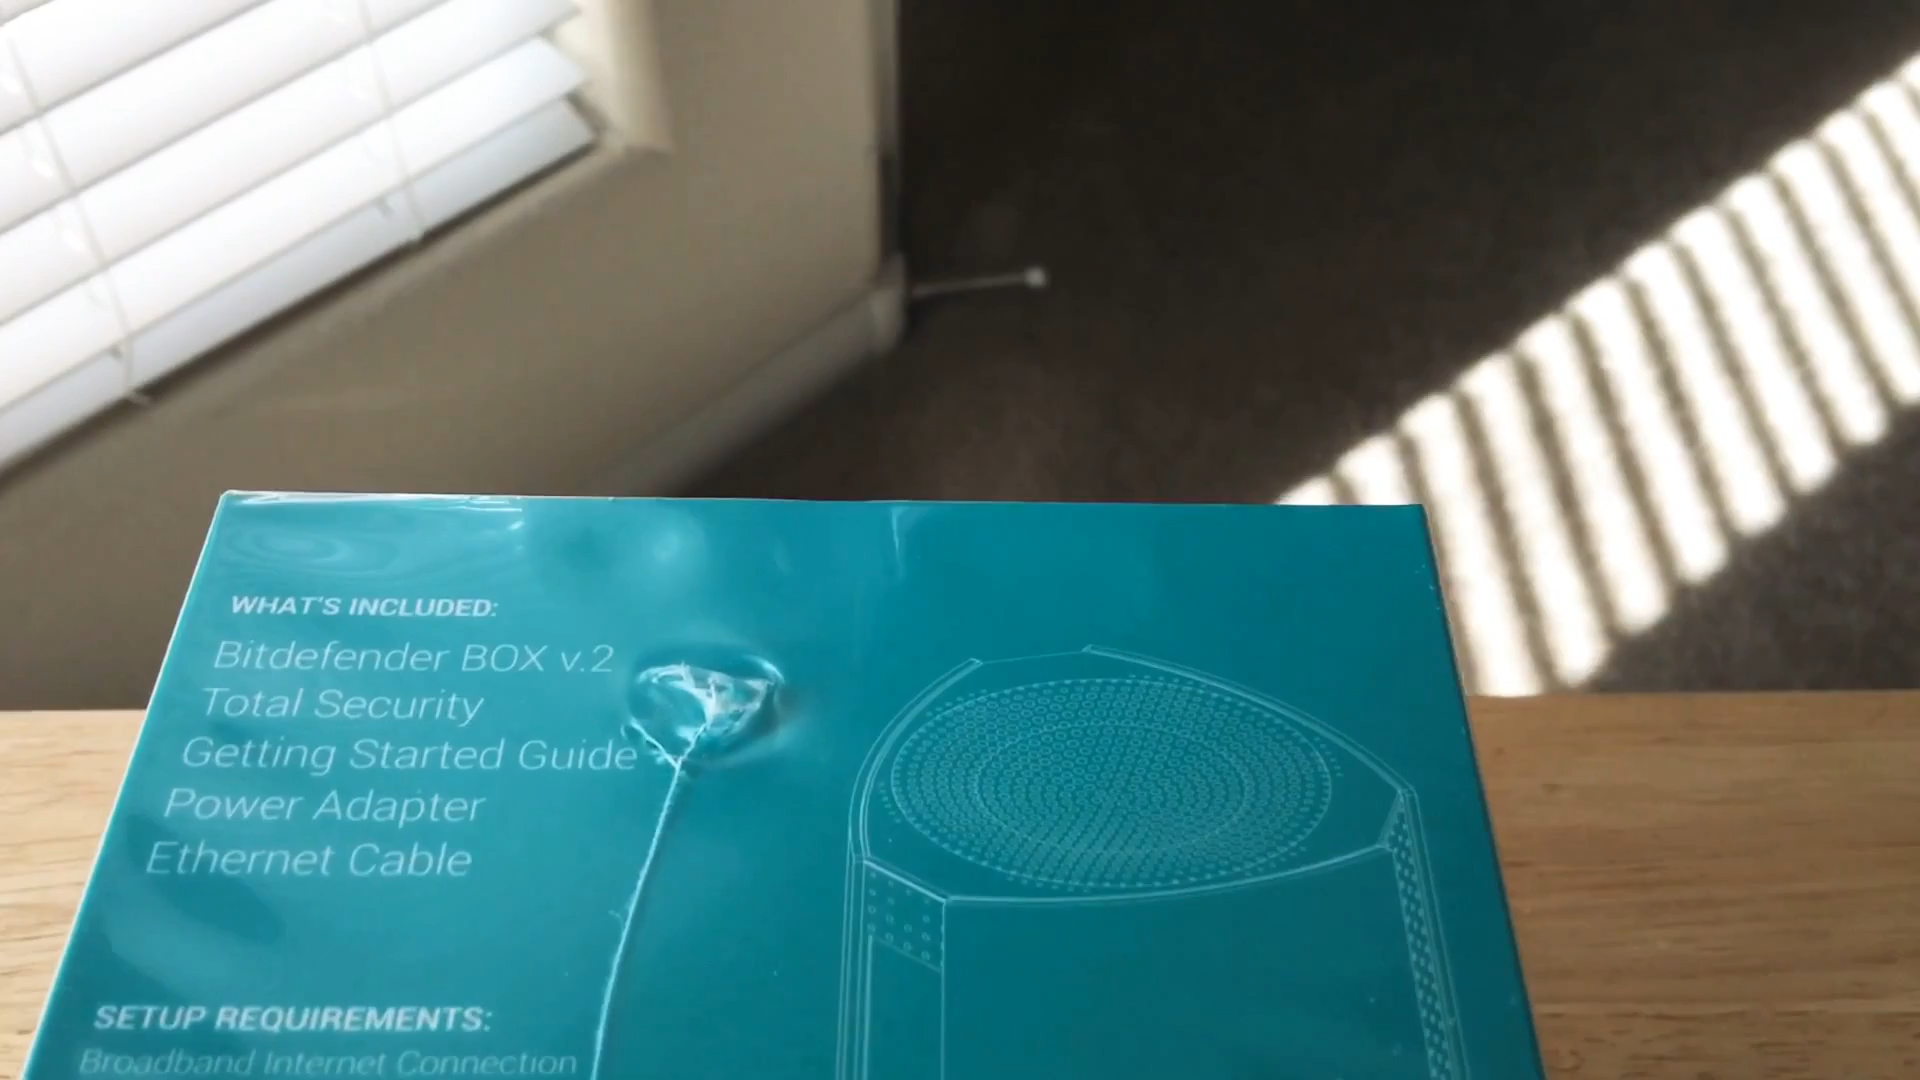 WHAT'S INCLUDED:
Bitdefender BOX v.2
Total Security
Getting Started Guide
Power Adapter
Ethernet Cable
SETUP REQUIREMENTS:
Broadband Internet Connection